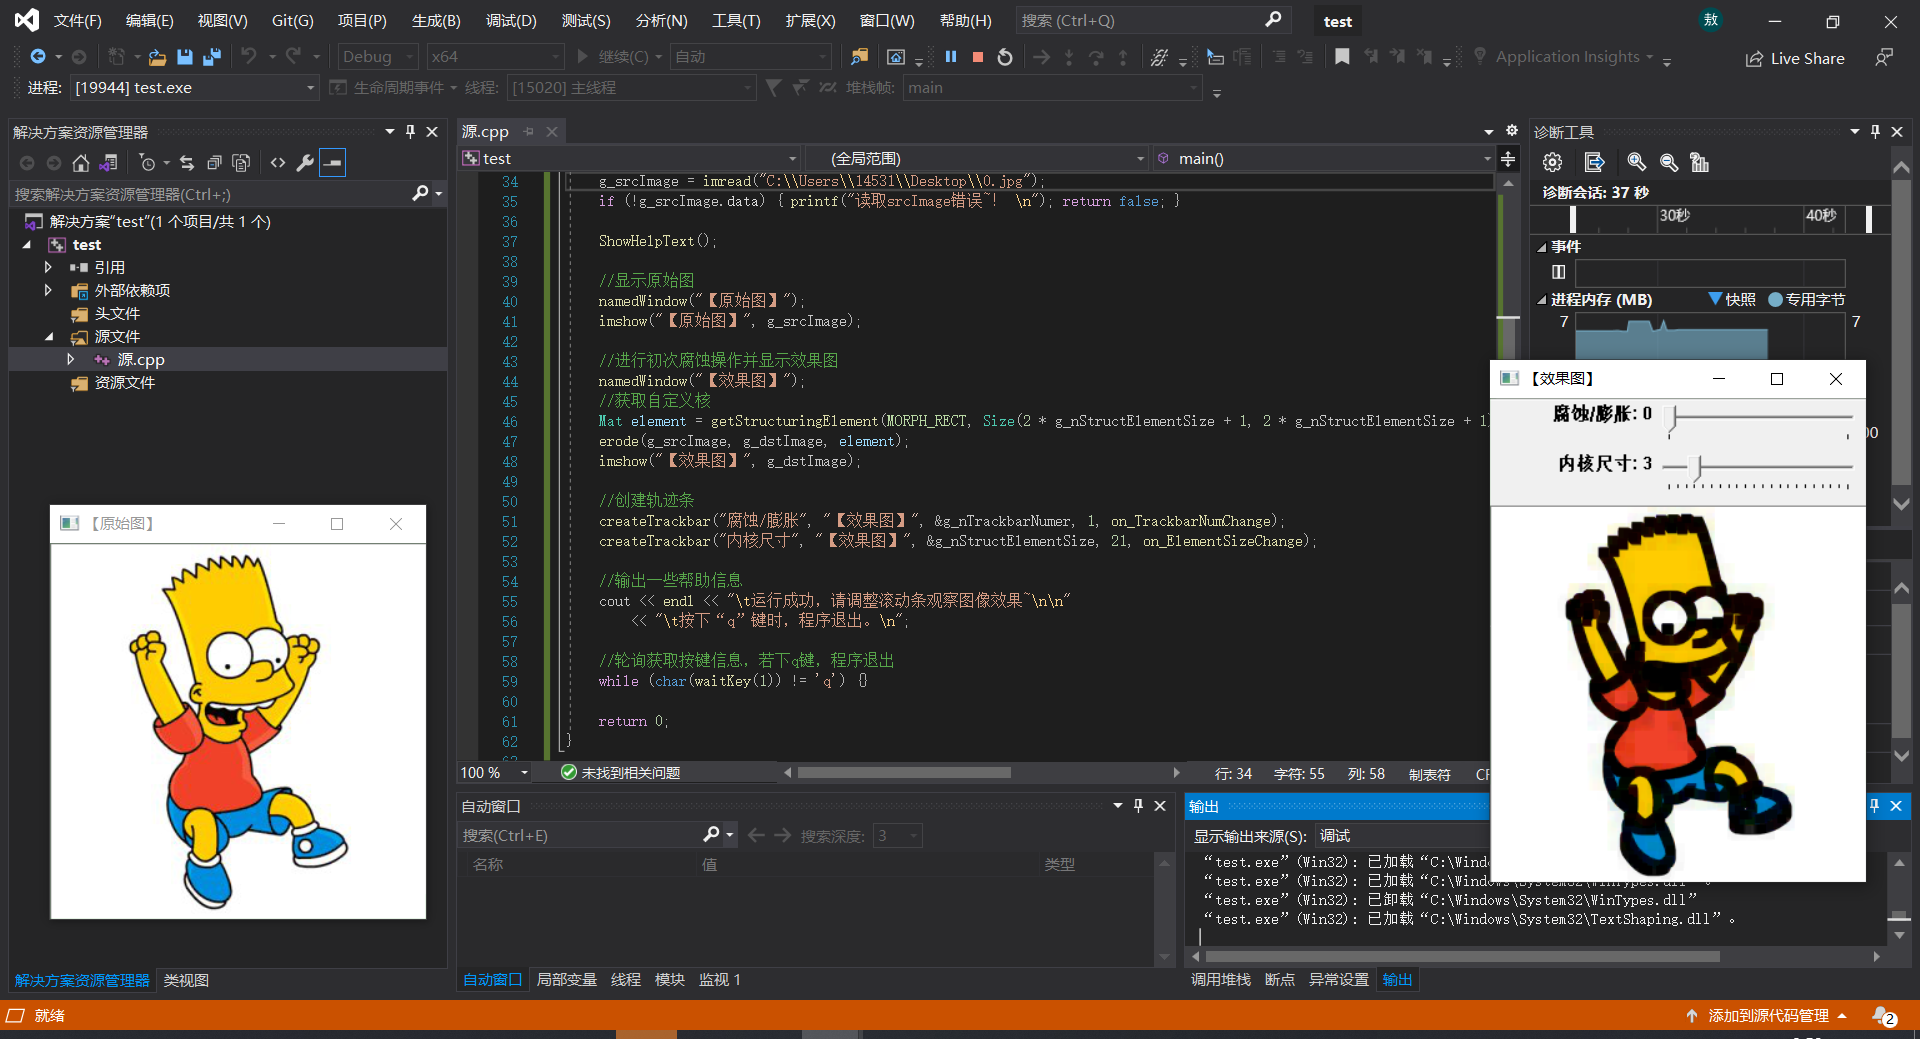 文件(F) 编辑(E) 视图(V) Git(G) 项目(P) 生成(B) 调试(D) 测试(S) 分析(N) 工具(T) 扩展(X) 窗口(W) 帮助(H) 搜索 (Ctrl+Q) test 敖
Debug x64 继续(C) 自动 Application Insights Live Share
进程: [19944] test.exe 生命周期事件 线程: [15020] 主线程 堆栈帧: main
解决方案资源管理器
搜索解决方案资源管理器(Ctrl+;)
解决方案"test"(1 个项目/共 1 个)
test
引用
外部依赖项
头文件
源文件
源.cpp
资源文件
【原始图】
解决方案资源管理器 类视图
源.cpp
test (全局范围) main()
34 g_srcImage = imread("C:\\Users\\14531\\Desktop\\0.jpg");
35 if (!g_srcImage.data) { printf("读取srcImage错误~! \n"); return false; }
36
37 ShowHelpText();
38
39 //显示原始图
40 namedWindow("【原始图】");
41 imshow("【原始图】", g_srcImage);
42
43 //进行初次腐蚀操作并显示效果图
44 namedWindow("【效果图】");
45 //获取自定义核
46 Mat element = getStructuringElement(MORPH_RECT, Size(2 * g_nStructElementSize + 1, 2 * g_nStructElementSize + 1)
47 erode(g_srcImage, g_dstImage, element);
48 imshow("【效果图】", g_dstImage);
49
50 //创建轨迹条
51 createTrackbar("腐蚀/膨胀", "【效果图】", &g_nTrackbarNumer, 1, on_TrackbarNumChange);
52 createTrackbar("内核尺寸", "【效果图】", &g_nStructElementSize, 21, on_ElementSizeChange);
53
54 //输出一些帮助信息
55 cout << endl << "\t运行成功，请调整滚动条观察图像效果~\n\n"
56 << "\t按下“q”键时，程序退出。\n";
57
58 //轮询获取按键信息，若下q键，程序退出
59 while (char(waitKey(1)) != 'q') {}
60
61 return 0;
62 }
100 % 未找到相关问题 行: 34 字符: 55 列: 58 制表符
自动窗口
搜索(Ctrl+E) 搜索深度: 3
名称 值 类型
自动窗口 局部变量 线程 模块 监视 1
输出
显示输出来源(S): 调试
“test.exe” (Win32): 已加载
“test.exe” (Win32): 已加载 “C:\Windows\System32\WinTypes.dll”。
“test.exe” (Win32): 已卸载 “C:\Windows\System32\WinTypes.dll”
“test.exe” (Win32): 已加载 “C:\Windows\System32\TextShaping.dll”。
调用堆栈 断点 异常设置 输出
诊断工具
诊断会话: 37 秒
30秒 40秒
事件
进程内存 (MB) 快照 专用字节
7 7
【效果图】
腐蚀/膨胀: 0
内核尺寸: 3
就绪 添加到源代码管理 2